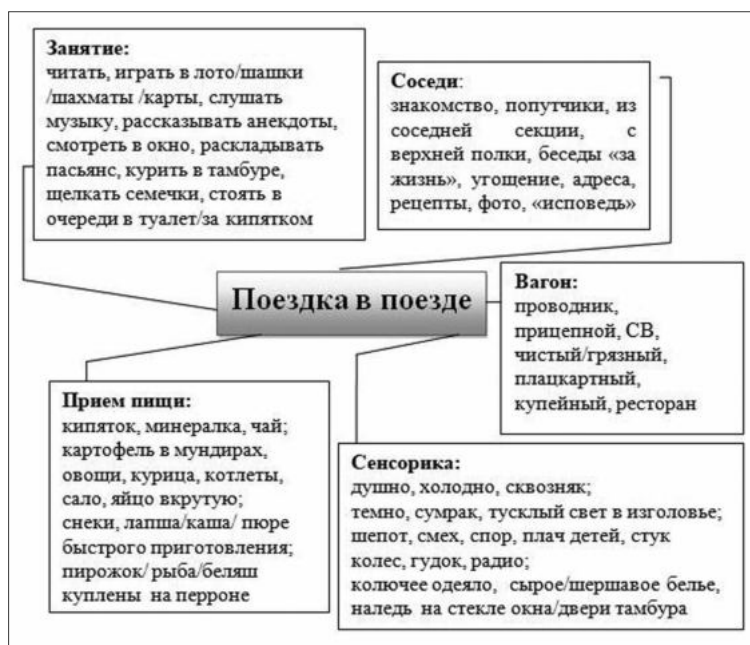 Занятие:
читать, играть в лото/шашки
/шахматы /карты, слушать
музыку, рассказывать анекдоты,
смотреть в окно, раскладывать
пасьянс, курить в тамбуре,
щелкать семечки, стоять в
очереди в туалет/за кипятком
Соседи:
знакомство, попутчики, из
соседней секции, с
верхней полки, беседы «за
жизнь», угощение, адреса,
рецепты, фото, «исповедь»
Поездка в поезде
Вагон:
проводник,
прицепной, СВ,
чистый/грязный,
плацкартный,
купейный, ресторан
Прием пищи:
кипяток, минералка, чай;
картофель в мундирах,
овощи, курица, котлеты,
сало, яйцо вкрутую;
снеки, лапша/каша/ пюре
быстрого приготовления;
пирожок/ рыба/беляш
куплены на перроне
Сенсорика:
душно, холодно, сквозняк;
темно, сумрак, тусклый свет в изголовье;
шепот, смех, спор, плач детей, стук
колес, гудок, радио;
колючее одеяло, сырое/шершавое белье,
наледь на стекле окна/двери тамбура